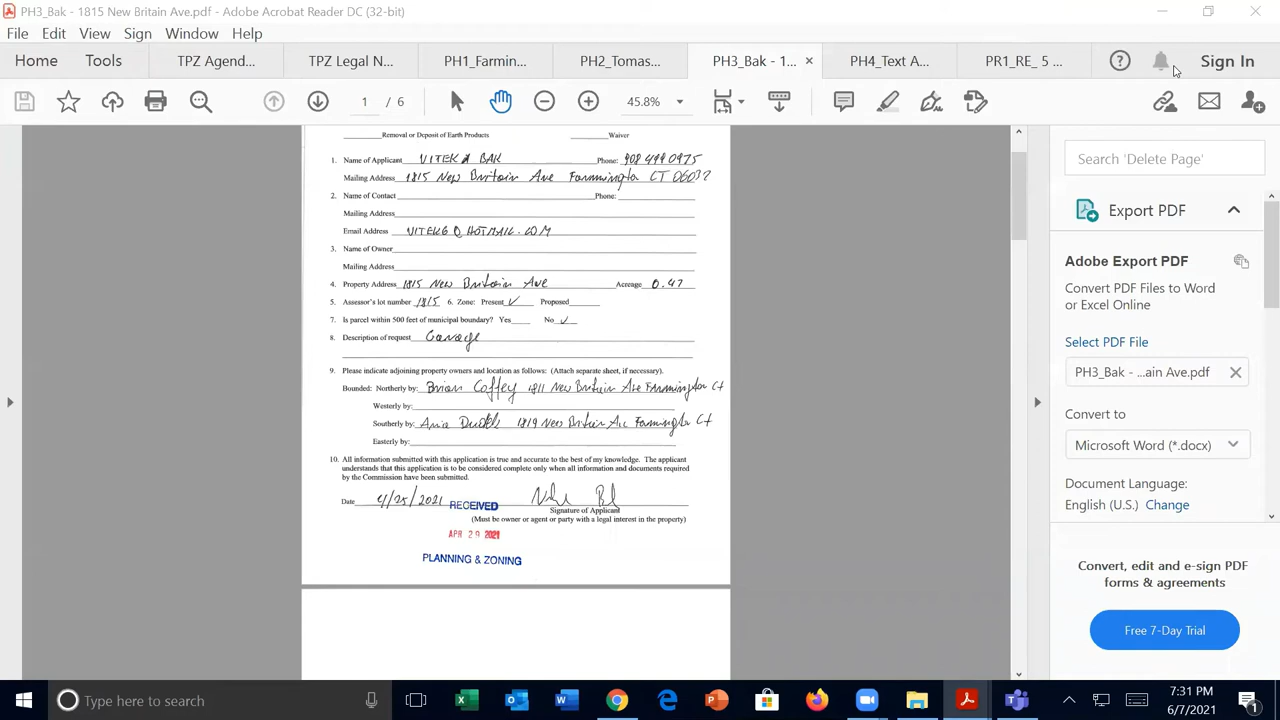 PH3_Bak - 1815 New Britain Ave.pdf - Adobe Acrobat Reader DC (32-bit)
File Edit View Sign Window Help
Home Tools TPZ Agend... TPZ Legal N... PH1_Farmin... PH2_Tomas... PH3_Bak - 1... PH4_Text A... PR1_RE_ 5 ... Sign In
1 / 6 45.8%
Removal or Deposit of Earth Products Waiver
1. Name of Applicant VITEK A BAK Phone: 908 499 0975
Mailing Address 1815 New Britain Ave Farmington CT 06032
2. Name of Contact Phone:
Mailing Address
Email Address VITEK6@HOTMAIL.COM
3. Name of Owner
Mailing Address
4. Property Address 1815 New Britain Ave Acreage 0.47
5. Assessor's lot number 1815 6. Zone: Present ✓ Proposed
7. Is parcel within 500 feet of municipal boundary? Yes No ✓
8. Description of request Garage
9. Please indicate adjoining property owners and location as follows: (Attach separate sheet, if necessary).
Bounded: Northerly by: Brian Coffey 1811 New Britain Ave Farmington Ct
Westerly by:
Southerly by: 1819 New Britain Ave Farmington Ct
Easterly by:
10. All information submitted with this application is true and accurate to the best of my knowledge. The applicant
understands that this application is to be considered complete only when all information and documents required
by the Commission have been submitted.
Date 4/25/2021 RECEIVED
Signature of Applicant
(Must be owner or agent or party with a legal interest in the property)
APR 29 2021
PLANNING & ZONING
Search 'Delete Page'
Export PDF
Adobe Export PDF
Convert PDF Files to Word
or Excel Online
Select PDF File
PH3_Bak - ...ain Ave.pdf
Convert to
Microsoft Word (*.docx)
Document Language:
English (U.S.) Change
Convert, edit and e-sign PDF
forms & agreements
Free 7-Day Trial
Type here to search
7:31 PM
6/7/2021
1